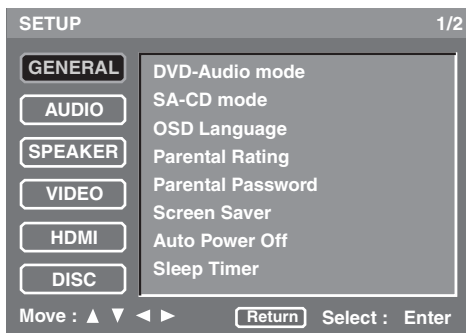 SETUP 1/2
GENERAL
AUDIO
SPEAKER
VIDEO
HDMI
DISC
DVD-Audio mode
SA-CD mode
OSD Language
Parental Rating
Parental Password
Screen Saver
Auto Power Off
Sleep Timer
Move : ▲ ▼ ◄ ► Return Select : Enter